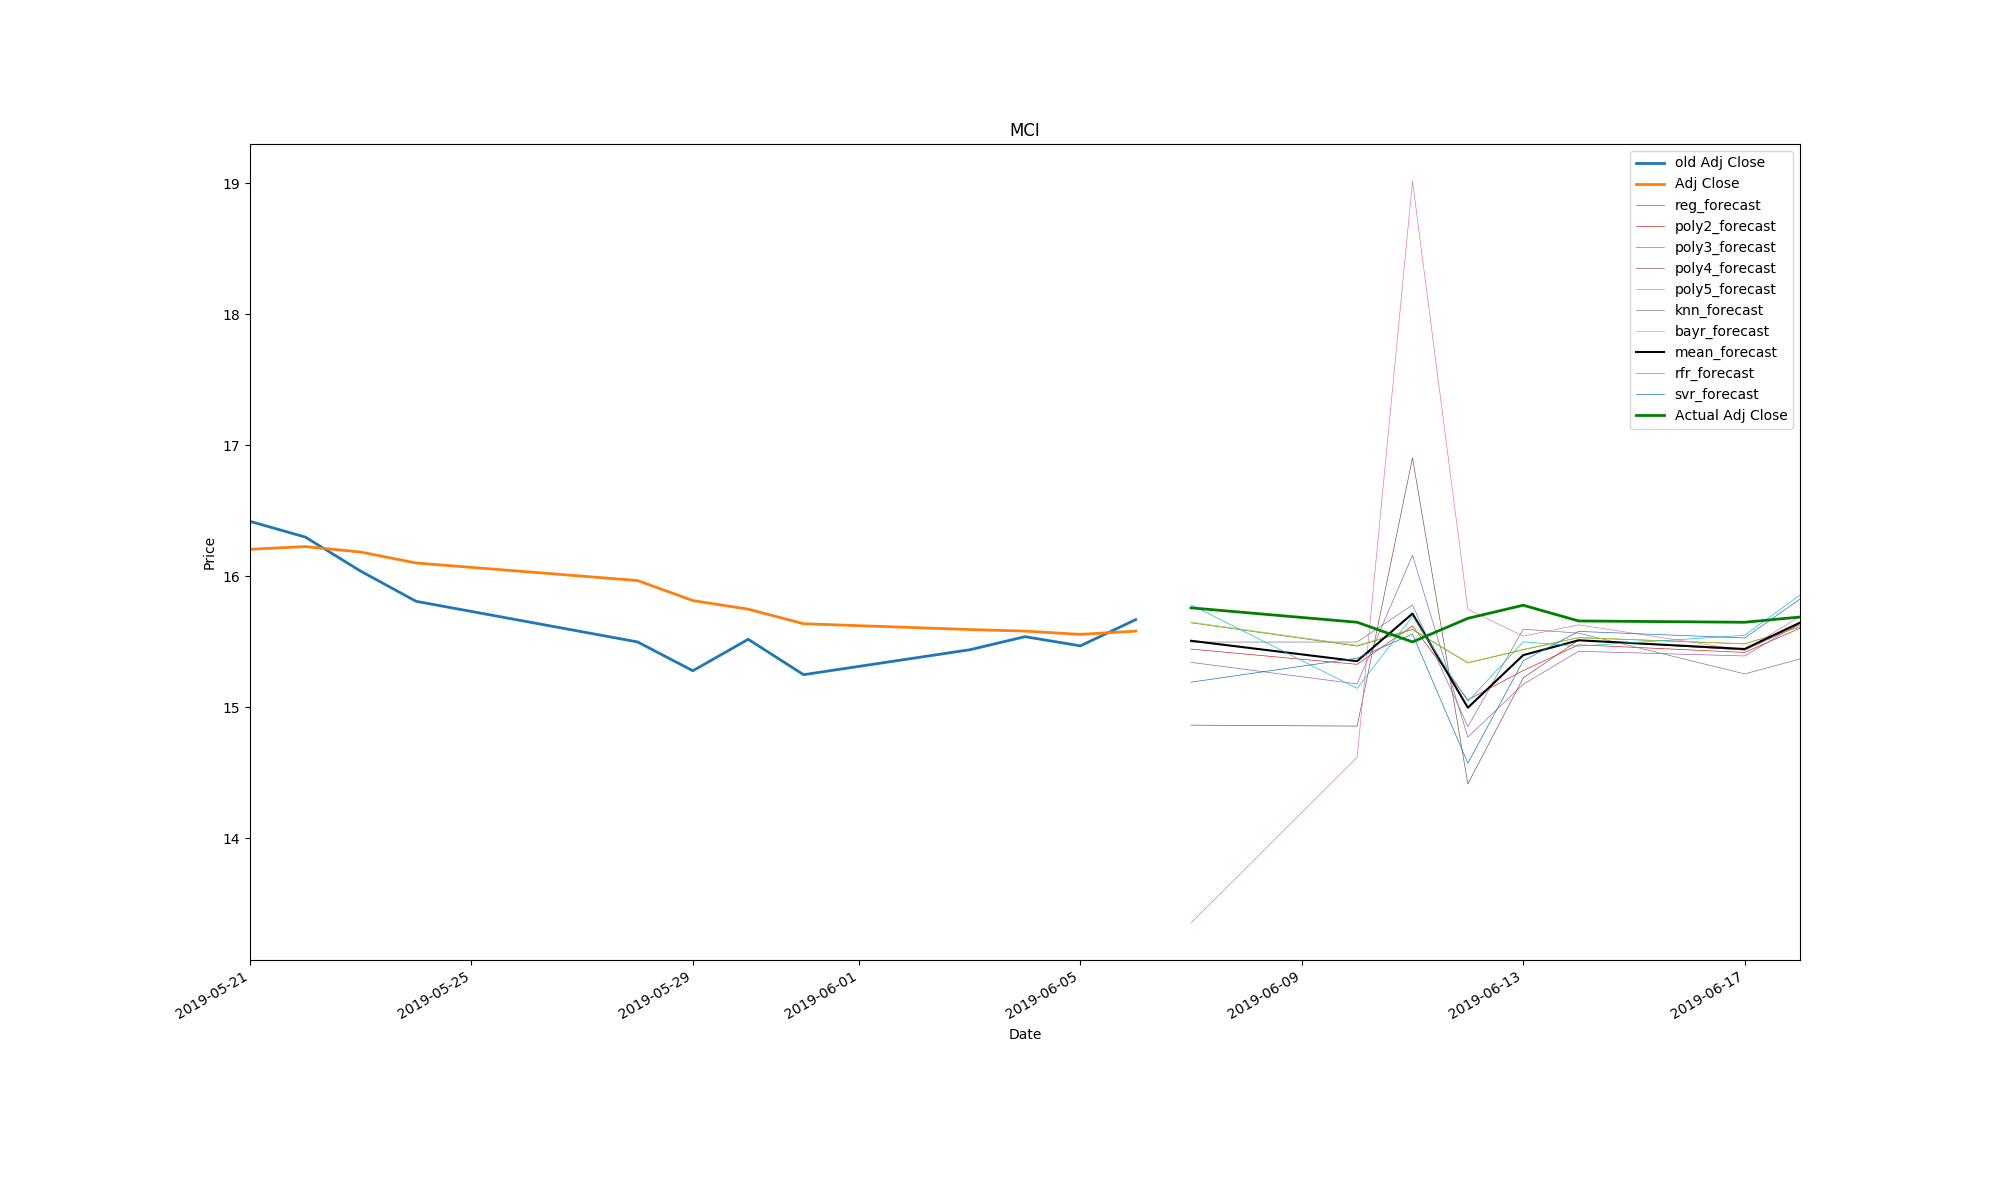 MCI
19
18
17
16
15
14
Price
2019-05-21
2019-05-25
2019-05-29
2019-06-01
2019-06-05
2019-06-09
2019-06-13
2019-06-17
Date
old Adj Close
Adj Close
reg_forecast
poly2_forecast
poly3_forecast
poly4_forecast
poly5_forecast
knn_forecast
bayr_forecast
mean_forecast
rfr_forecast
svr_forecast
Actual Adj Close